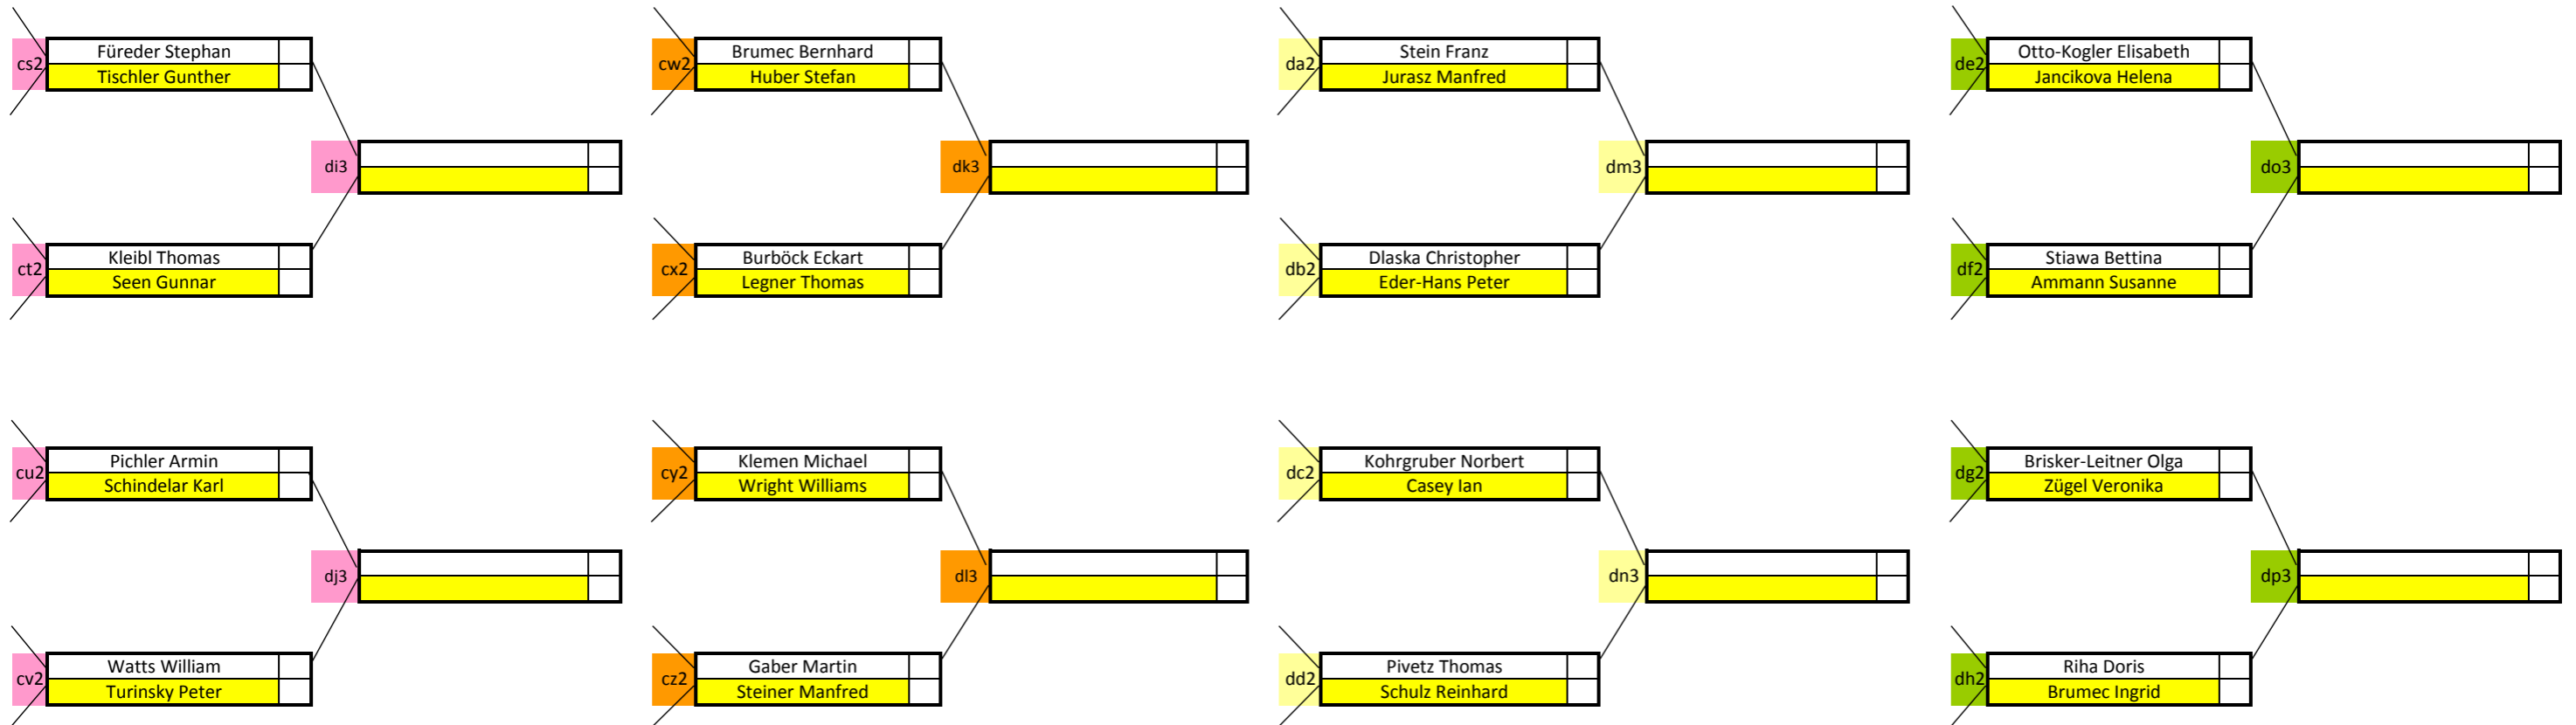 Füreder Stephan
cs2
Tischler Gunther
di3
Kleibl Thomas
ct2
Seen Gunnar
Pichler Armin
cu2
Schindelar Karl
dj3
Watts William
cv2
Turinsky Peter
Brumec Bernhard
cw2
Huber Stefan
dk3
Burböck Eckart
cx2
Legner Thomas
Klemen Michael
cy2
Wright Williams
dl3
Gaber Martin
cz2
Steiner Manfred
Stein Franz
da2
Jurasz Manfred
dm3
Dlaska Christopher
db2
Eder-Hans Peter
Kohrgruber Norbert
dc2
Casey Ian
dn3
Pivetz Thomas
dd2
Schulz Reinhard
Otto-Kogler Elisabeth
de2
Jancikova Helena
do3
Stiawa Bettina
df2
Ammann Susanne
Brisker-Leitner Olga
dg2
Zügel Veronika
dp3
Riha Doris
dh2
Brumec Ingrid